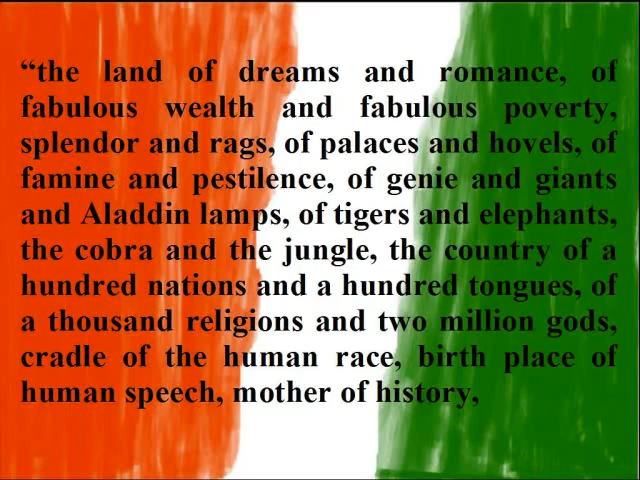 “the land of dreams and romance, of
fabulous wealth and fabulous poverty,
splendor and rags, of palaces and hovels, of
famine and pestilence, of genie and giants
and Aladdin lamps, of tigers and elephants,
the cobra and the jungle, the country of a
hundred nations and a hundred tongues, of
a thousand religions and two million gods,
cradle of the human race, birth place of
human speech, mother of history,